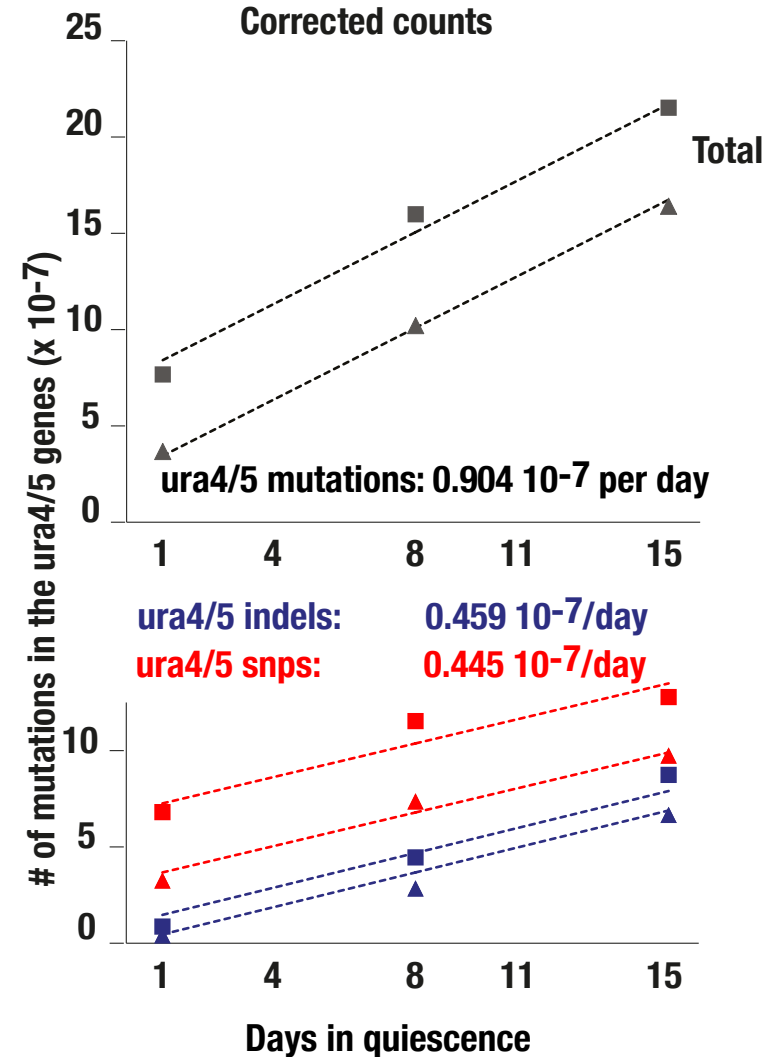 Corrected counts
25
20
15
10
5
0
Total
ura4/5 mutations: 0.904 10-7 per day
1 4 8 11 15
# of mutations in the ura4/5 genes (x 10-7)
ura4/5 indels: 0.459 10-7/day
ura4/5 snps: 0.445 10-7/day
10
5
0
1 4 8 11 15
Days in quiescence